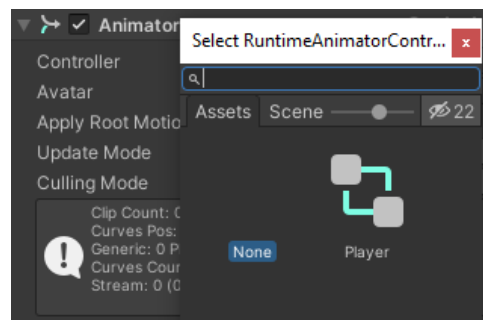 Animator
Select RuntimeAnimatorContr...
x
Controller
Avatar
Assets Scene 22
Apply Root Motio
Update Mode
Culling Mode
Clip Count: 0
Curves Pos:
Generic: 0 P
Curves Cour
Stream: 0 (0
None
Player